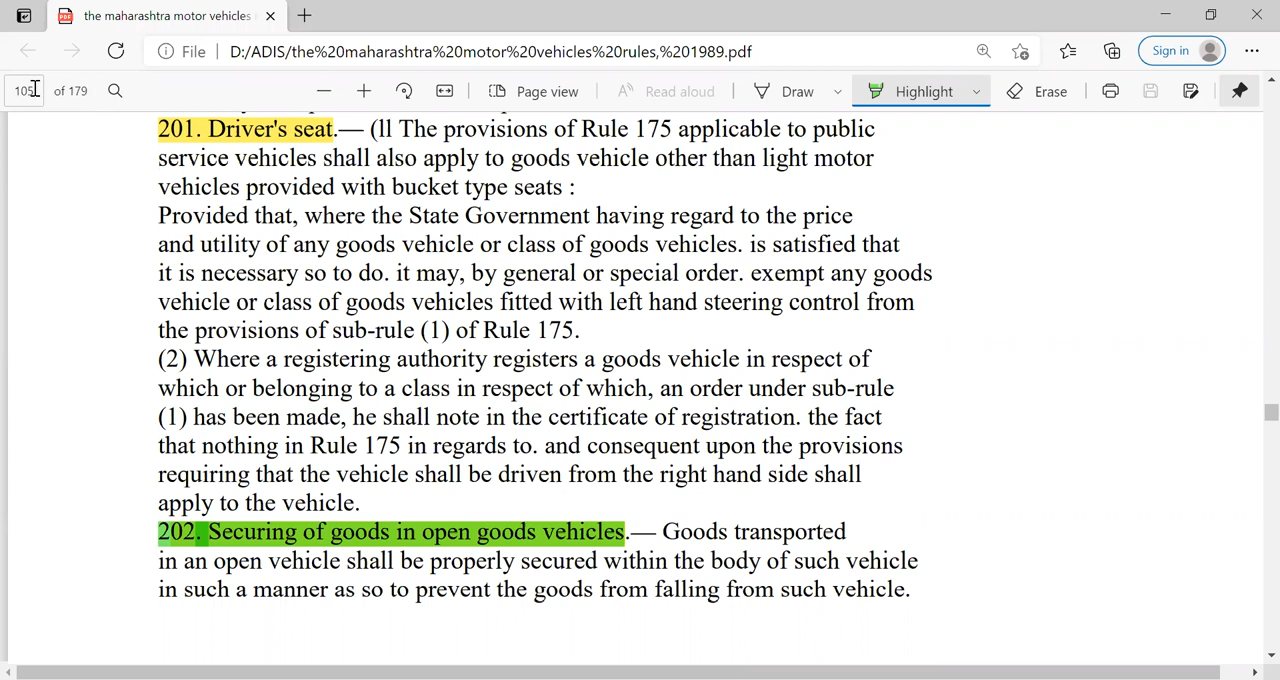 the maharashtra motor vehicles
File
D:/ADIS/the%20maharashtra%20motor%20vehicles%20rules,%201989.pdf
Sign in
105 of 179
Page view
Read aloud
Draw
Highlight
Erase
201. Driver's seat.— (ll The provisions of Rule 175 applicable to public
service vehicles shall also apply to goods vehicle other than light motor
vehicles provided with bucket type seats :
Provided that, where the State Government having regard to the price
and utility of any goods vehicle or class of goods vehicles. is satisfied that
it is necessary so to do. it may, by general or special order. exempt any goods
vehicle or class of goods vehicles fitted with left hand steering control from
the provisions of sub-rule (1) of Rule 175.
(2) Where a registering authority registers a goods vehicle in respect of
which or belonging to a class in respect of which, an order under sub-rule
(1) has been made, he shall note in the certificate of registration. the fact
that nothing in Rule 175 in regards to. and consequent upon the provisions
requiring that the vehicle shall be driven from the right hand side shall
apply to the vehicle.
202. Securing of goods in open goods vehicles.— Goods transported
in an open vehicle shall be properly secured within the body of such vehicle
in such a manner as so to prevent the goods from falling from such vehicle.